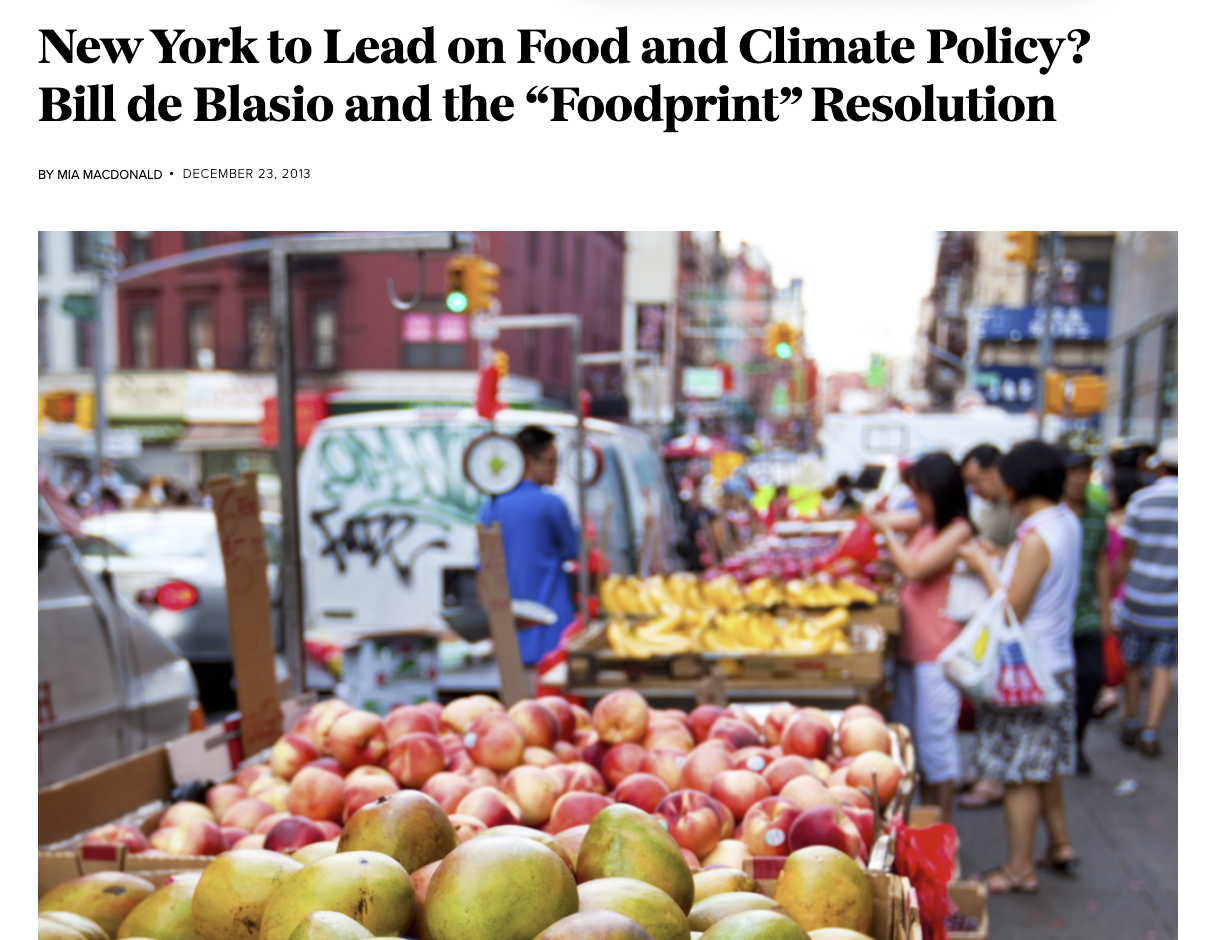 New York to Lead on Food and Climate Policy?
Bill de Blasio and the “Foodprint” Resolution
BY MIA MACDONALD • DECEMBER 23, 2013